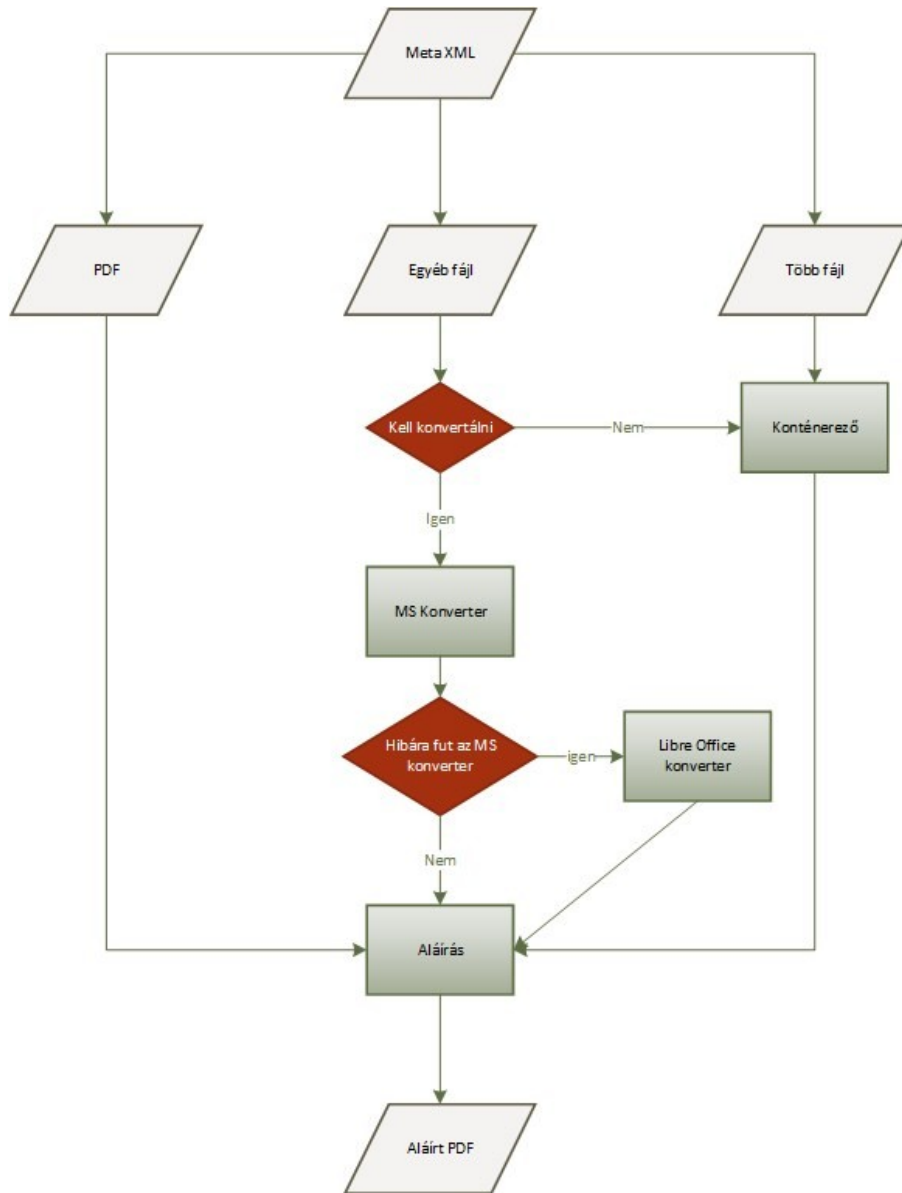 Meta XML
PDF
Egyéb fájl
Több fájl
Kell konvertálni
Nem
Konténerező
Igen
MS Konverter
Hibára fut az MS
konverter
igen
Libre Office
konverter
Nem
Aláírás
Aláírt PDF